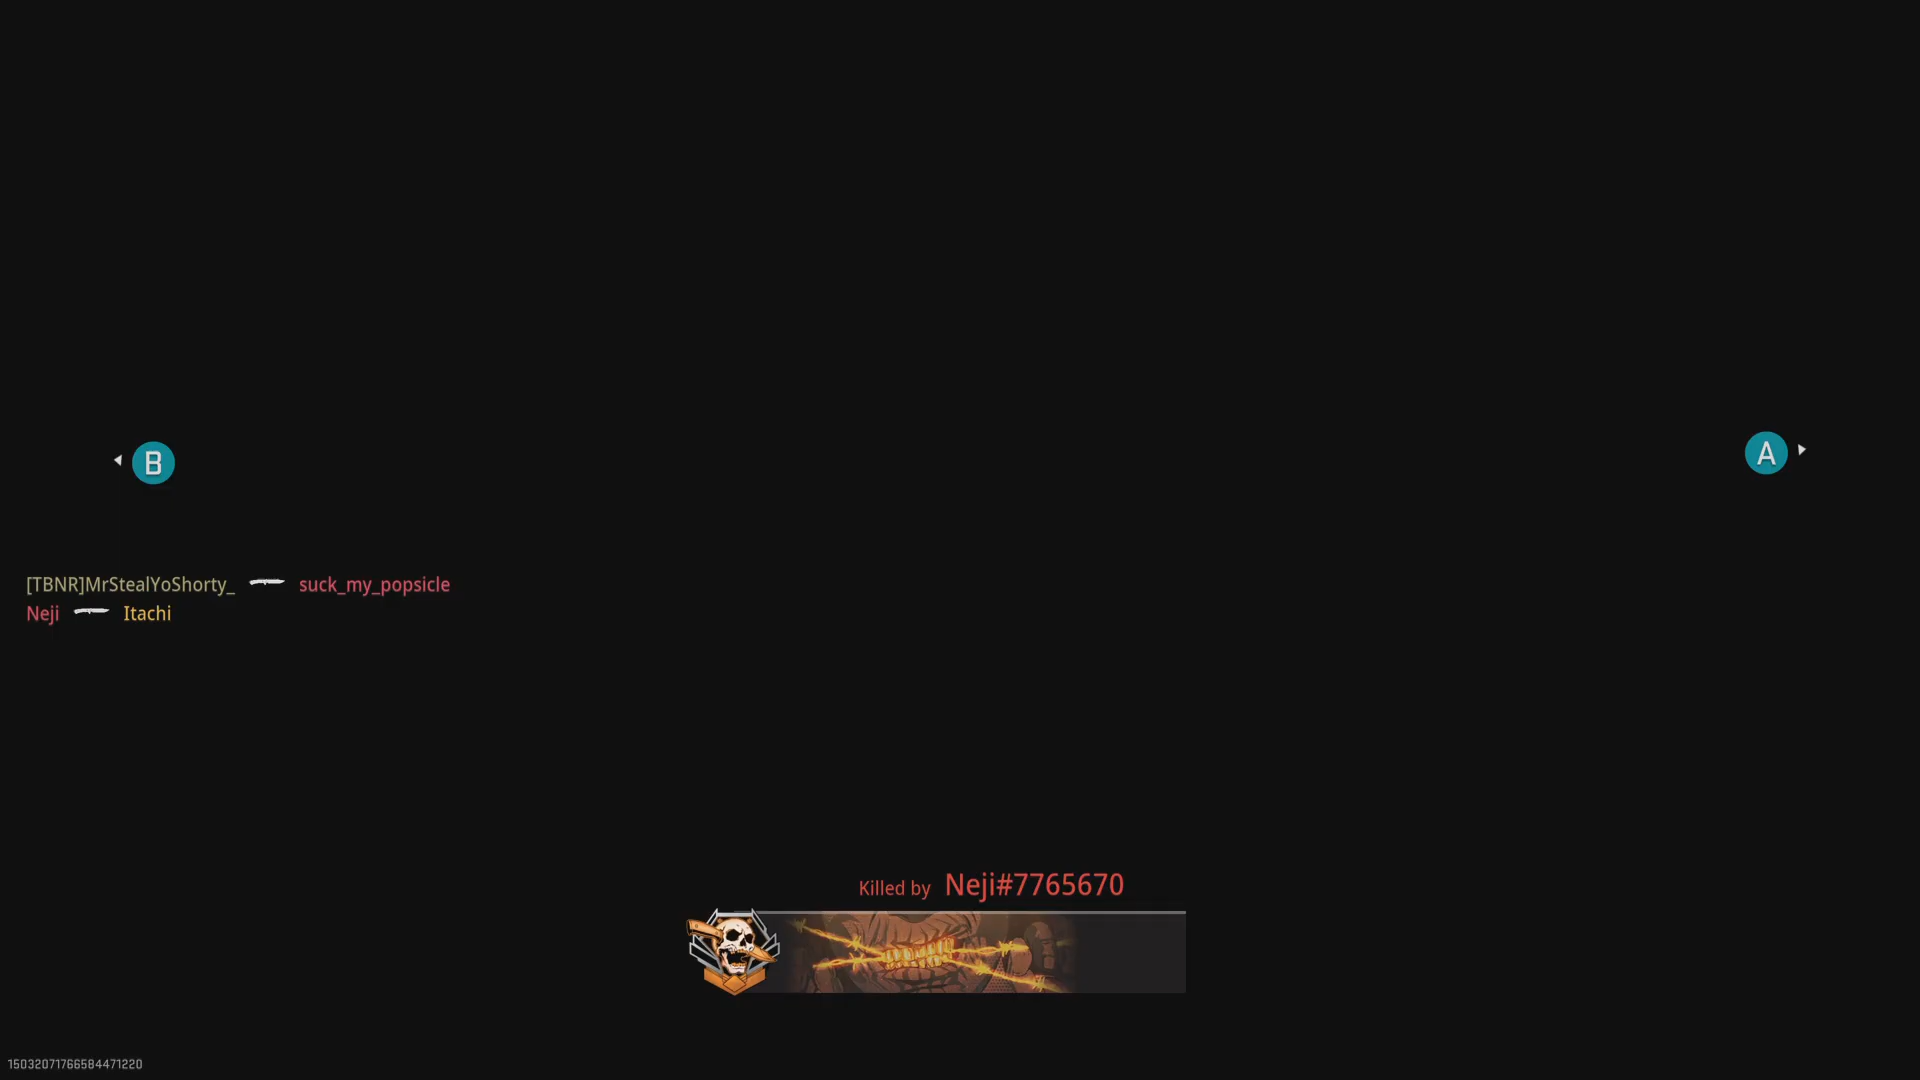 B
A
[TBNR]MrStealYoShorty_ suck_my_popsicle
Neji Itachi
Killed by Neji#7765670
15032071766584471220